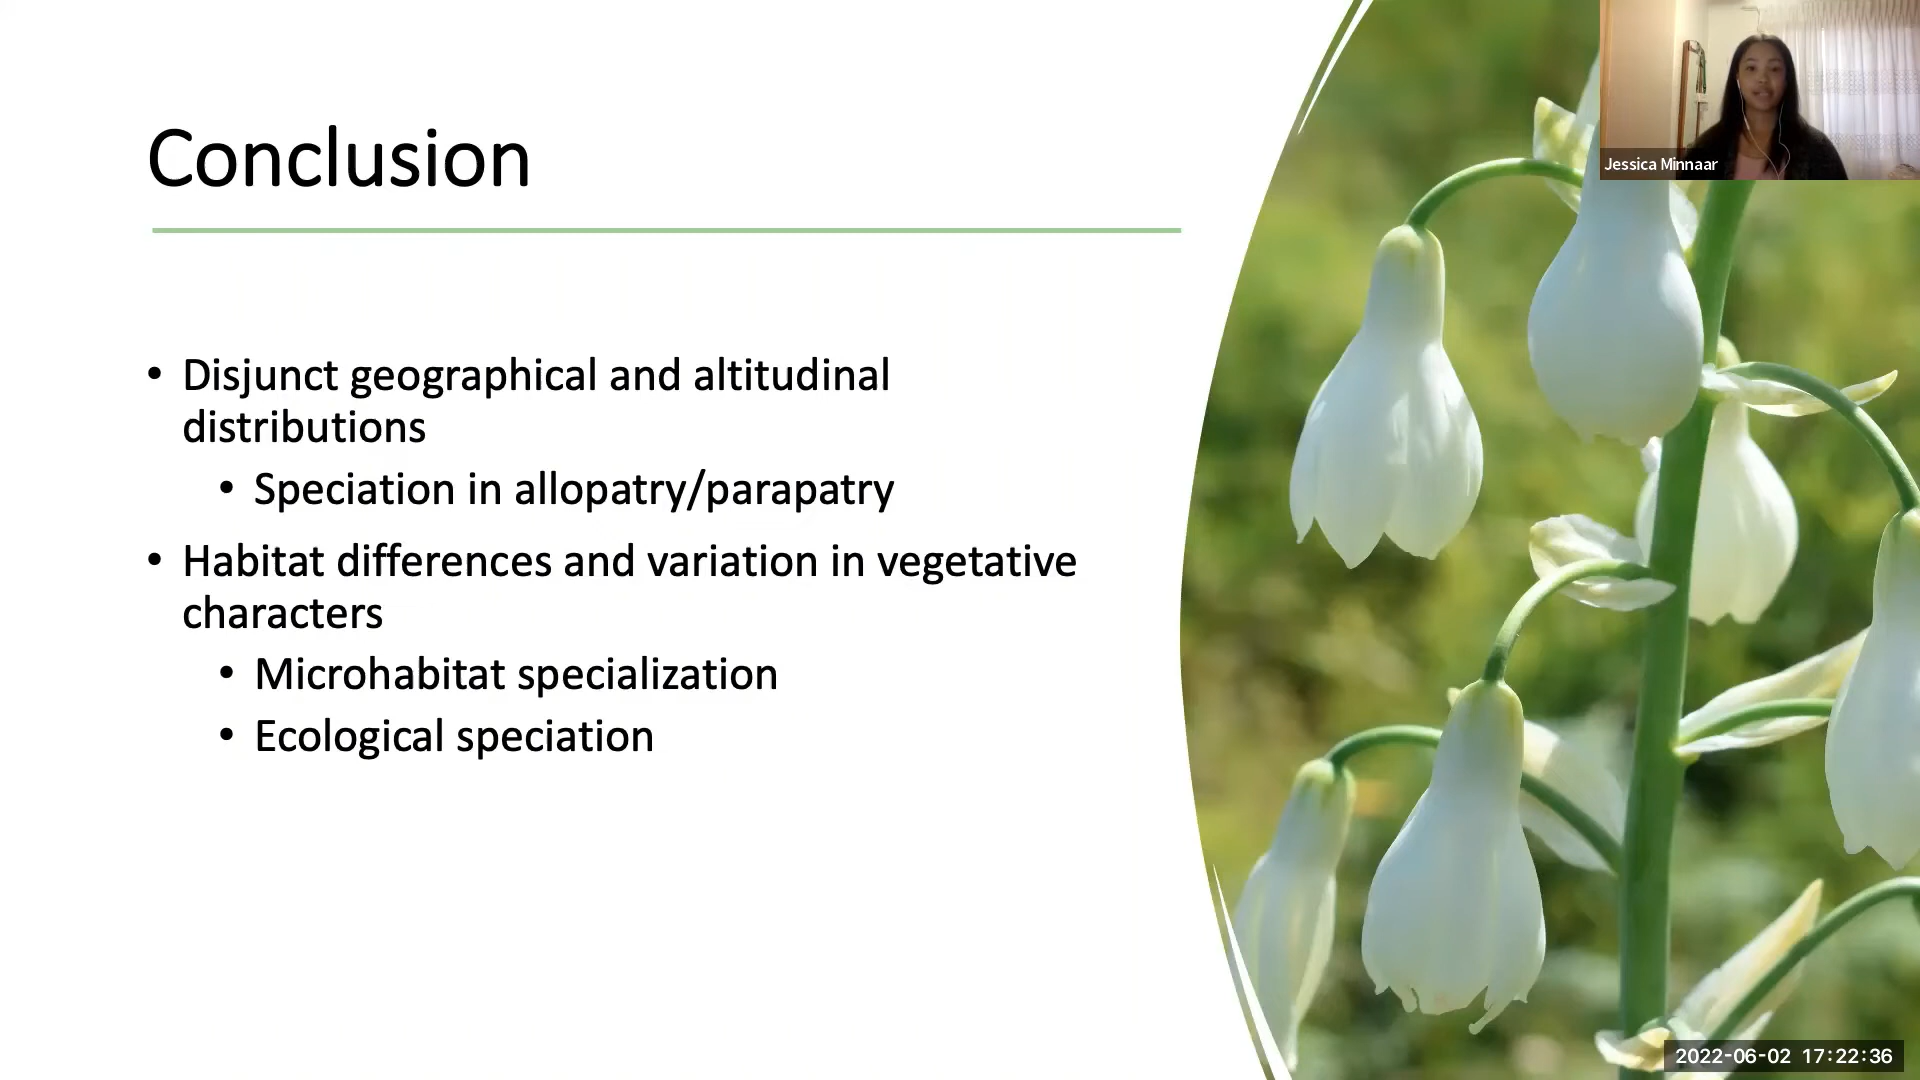 Conclusion
• Disjunct geographical and altitudinal
distributions
• Speciation in allopatry/parapatry
• Habitat differences and variation in vegetative
characters
• Microhabitat specialization
• Ecological speciation
Jessica Minnaar
2022-06-02 17:22:36